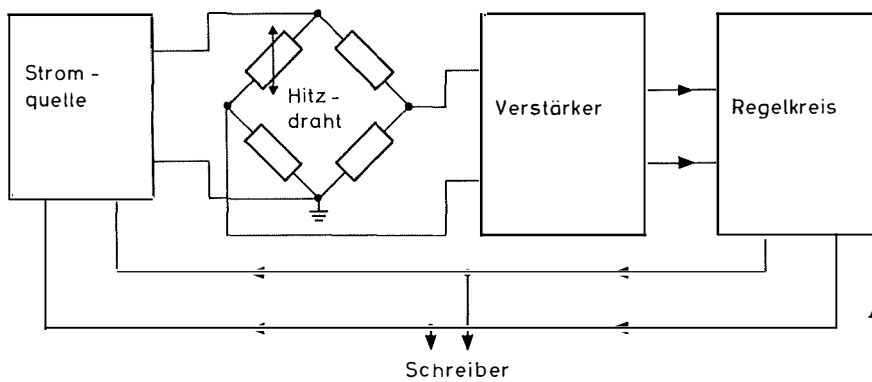 Strom -
quelle
Hitz -
draht
Verstärker
Regelkreis
Schreiber